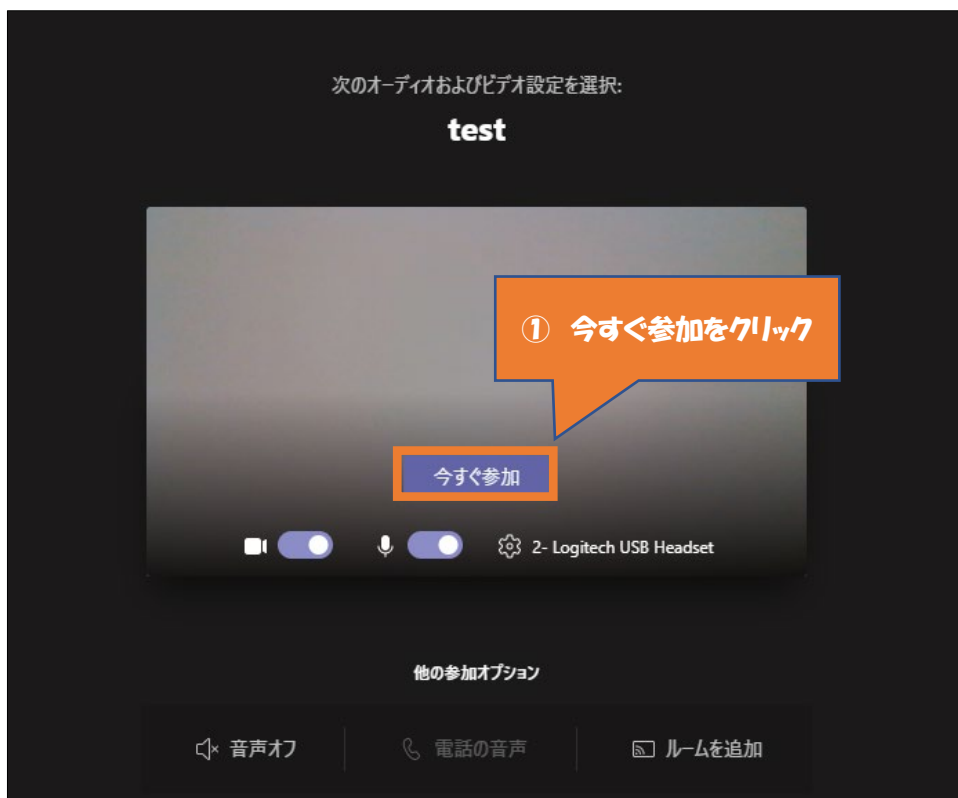 次のオーディオおよびビデオ設定を選択:
test
① 今すぐ参加をクリック
今すぐ参加
2- Logitech USB Headset
他の参加オプション
音声オフ
電話の音声
ルームを追加